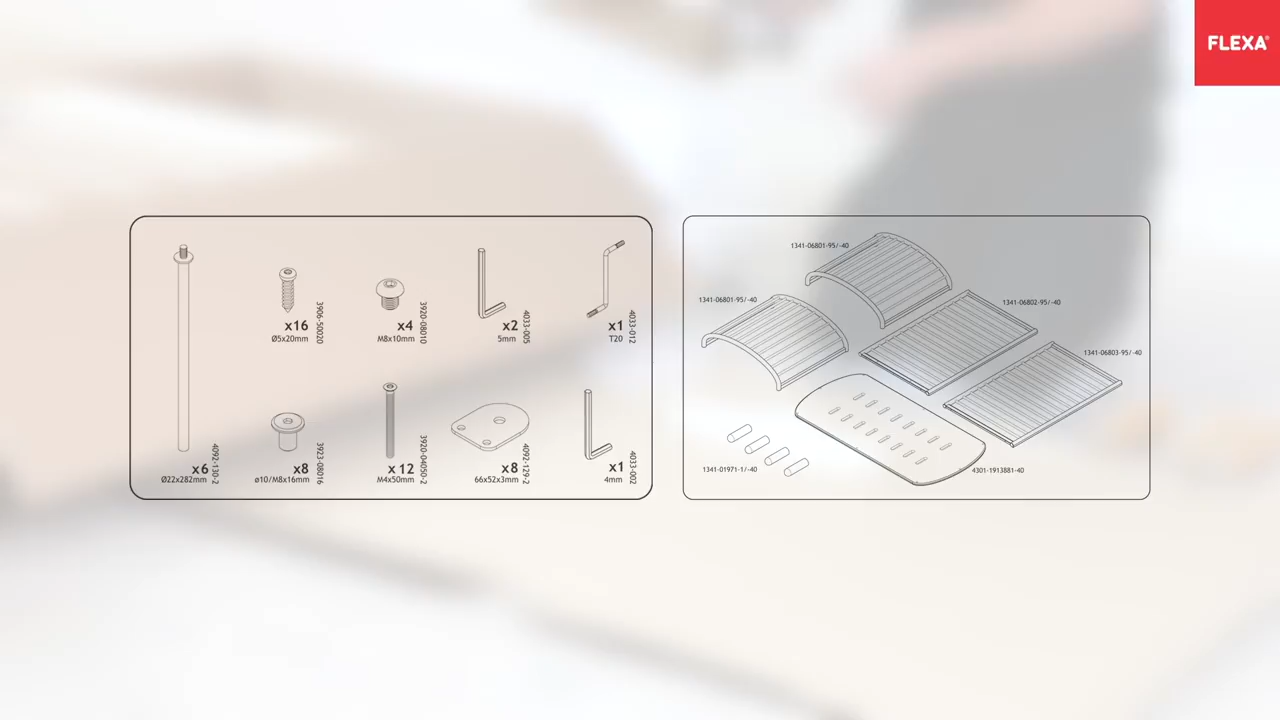 FLEXA®
x6
Ø22x282mm
4092-130-2
x16
Ø5x20mm
3906-50020
x4
M8x10mm
3920-08010
x2
5mm
4033-005
x1
T20
4033-012
x8
ø10/M8x16mm
3923-08016
x12
M4x50mm
3920-04050-2
x8
66x52x3mm
4092-129-2
x1
4mm
4033-002
1341-06801-95/-40
1341-06801-95/-40
1341-06802-95/-40
1341-06803-95/-40
1341-01971-1/-40
4301-1913881-40